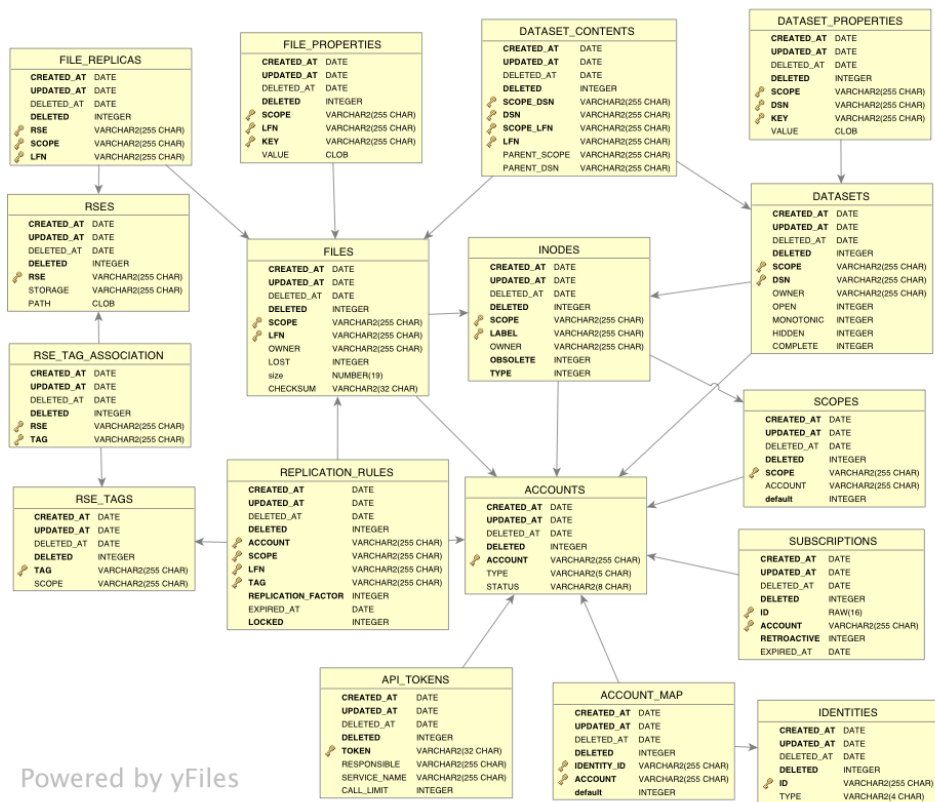 FILE_REPLICAS
CREATED_AT DATE
UPDATED_AT DATE
DELETED_AT DATE
DELETED INTEGER
RSE VARCHAR2(255 CHAR)
SCOPE VARCHAR2(255 CHAR)
LFN VARCHAR2(255 CHAR)
FILE_PROPERTIES
CREATED_AT DATE
UPDATED_AT DATE
DELETED_AT DATE
DELETED INTEGER
SCOPE VARCHAR2(255 CHAR)
LFN VARCHAR2(255 CHAR)
KEY VARCHAR2(255 CHAR)
VALUE CLOB
DATASET_CONTENTS
CREATED_AT DATE
UPDATED_AT DATE
DELETED_AT DATE
DELETED INTEGER
SCOPE_DSN VARCHAR2(255 CHAR)
DSN VARCHAR2(255 CHAR)
SCOPE_LFN VARCHAR2(255 CHAR)
LFN VARCHAR2(255 CHAR)
PARENT_SCOPE VARCHAR2(255 CHAR)
PARENT_DSN VARCHAR2(255 CHAR)
DATASET_PROPERTIES
CREATED_AT DATE
UPDATED_AT DATE
DELETED_AT DATE
DELETED INTEGER
SCOPE VARCHAR2(255 CHAR)
DSN VARCHAR2(255 CHAR)
KEY VARCHAR2(255 CHAR)
VALUE CLOB
RSES
CREATED_AT DATE
UPDATED_AT DATE
DELETED_AT DATE
DELETED INTEGER
RSE VARCHAR2(255 CHAR)
STORAGE VARCHAR2(255 CHAR)
PATH CLOB
FILES
CREATED_AT DATE
UPDATED_AT DATE
DELETED_AT DATE
DELETED INTEGER
SCOPE VARCHAR2(255 CHAR)
LFN VARCHAR2(255 CHAR)
OWNER VARCHAR2(255 CHAR)
LOST INTEGER
size NUMBER(19)
CHECKSUM VARCHAR2(32 CHAR)
INODES
CREATED_AT DATE
UPDATED_AT DATE
DELETED_AT DATE
DELETED INTEGER
SCOPE VARCHAR2(255 CHAR)
LABEL VARCHAR2(255 CHAR)
OWNER VARCHAR2(255 CHAR)
OBSOLETE INTEGER
TYPE INTEGER
DATASETS
CREATED_AT DATE
UPDATED_AT DATE
DELETED_AT DATE
DELETED INTEGER
SCOPE VARCHAR2(255 CHAR)
DSN VARCHAR2(255 CHAR)
OWNER VARCHAR2(255 CHAR)
OPEN INTEGER
MONOTONIC INTEGER
HIDDEN INTEGER
COMPLETE INTEGER
RSE_TAG_ASSOCIATION
CREATED_AT DATE
UPDATED_AT DATE
DELETED_AT DATE
DELETED INTEGER
RSE VARCHAR2(255 CHAR)
TAG VARCHAR2(255 CHAR)
SCOPES
CREATED_AT DATE
UPDATED_AT DATE
DELETED_AT DATE
DELETED INTEGER
SCOPE VARCHAR2(255 CHAR)
ACCOUNT VARCHAR2(255 CHAR)
default INTEGER
RSE_TAGS
CREATED_AT DATE
UPDATED_AT DATE
DELETED_AT DATE
DELETED INTEGER
TAG VARCHAR2(255 CHAR)
SCOPE VARCHAR2(255 CHAR)
REPLICATION_RULES
CREATED_AT DATE
UPDATED_AT DATE
DELETED_AT DATE
DELETED INTEGER
ACCOUNT VARCHAR2(255 CHAR)
SCOPE VARCHAR2(255 CHAR)
LFN VARCHAR2(255 CHAR)
TAG VARCHAR2(255 CHAR)
REPLICATION_FACTOR INTEGER
EXPIRED_AT DATE
LOCKED INTEGER
ACCOUNTS
CREATED_AT DATE
UPDATED_AT DATE
DELETED_AT DATE
DELETED INTEGER
ACCOUNT VARCHAR2(255 CHAR)
TYPE VARCHAR2(5 CHAR)
STATUS VARCHAR2(8 CHAR)
SUBSCRIPTIONS
CREATED_AT DATE
UPDATED_AT DATE
DELETED_AT DATE
DELETED INTEGER
ID RAW(16)
ACCOUNT VARCHAR2(255 CHAR)
RETROACTIVE INTEGER
EXPIRED_AT DATE
API_TOKENS
CREATED_AT DATE
UPDATED_AT DATE
DELETED_AT DATE
DELETED INTEGER
TOKEN VARCHAR2(32 CHAR)
RESPONSIBLE VARCHAR2(255 CHAR)
SERVICE_NAME VARCHAR2(255 CHAR)
CALL_LIMIT INTEGER
ACCOUNT_MAP
CREATED_AT DATE
UPDATED_AT DATE
DELETED_AT DATE
DELETED INTEGER
IDENTITY_ID VARCHAR2(255 CHAR)
ACCOUNT VARCHAR2(255 CHAR)
default INTEGER
IDENTITIES
CREATED_AT DATE
UPDATED_AT DATE
DELETED_AT DATE
DELETED INTEGER
ID VARCHAR2(255 CHAR)
TYPE VARCHAR2(4 CHAR)
Powered by yFiles